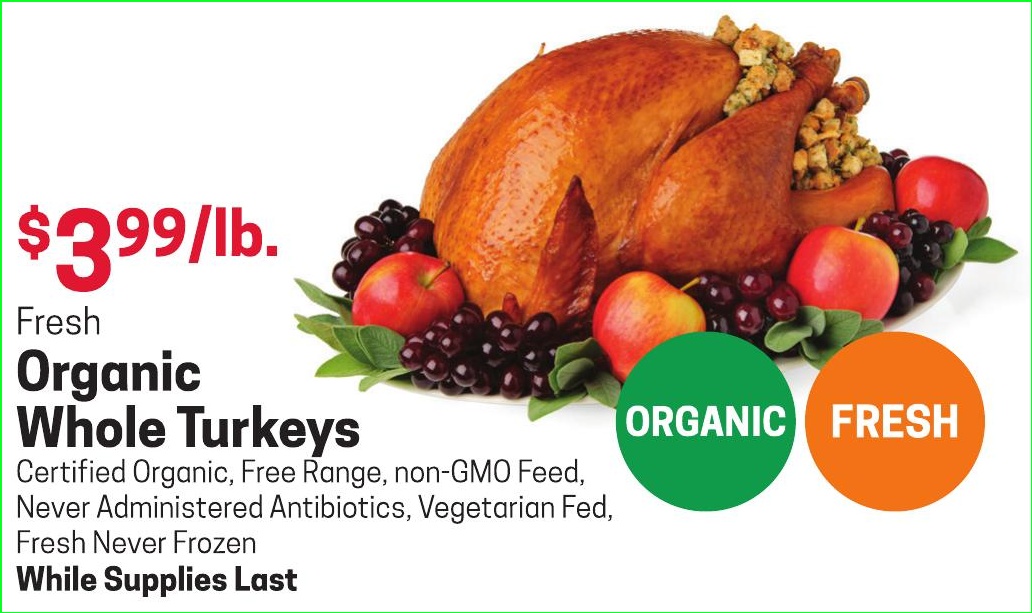 $3.99/lb.
Fresh
Organic
Whole Turkeys
Certified Organic, Free Range, non-GMO Feed,
Never Administered Antibiotics, Vegetarian Fed,
Fresh Never Frozen
While Supplies Last
ORGANIC
FRESH